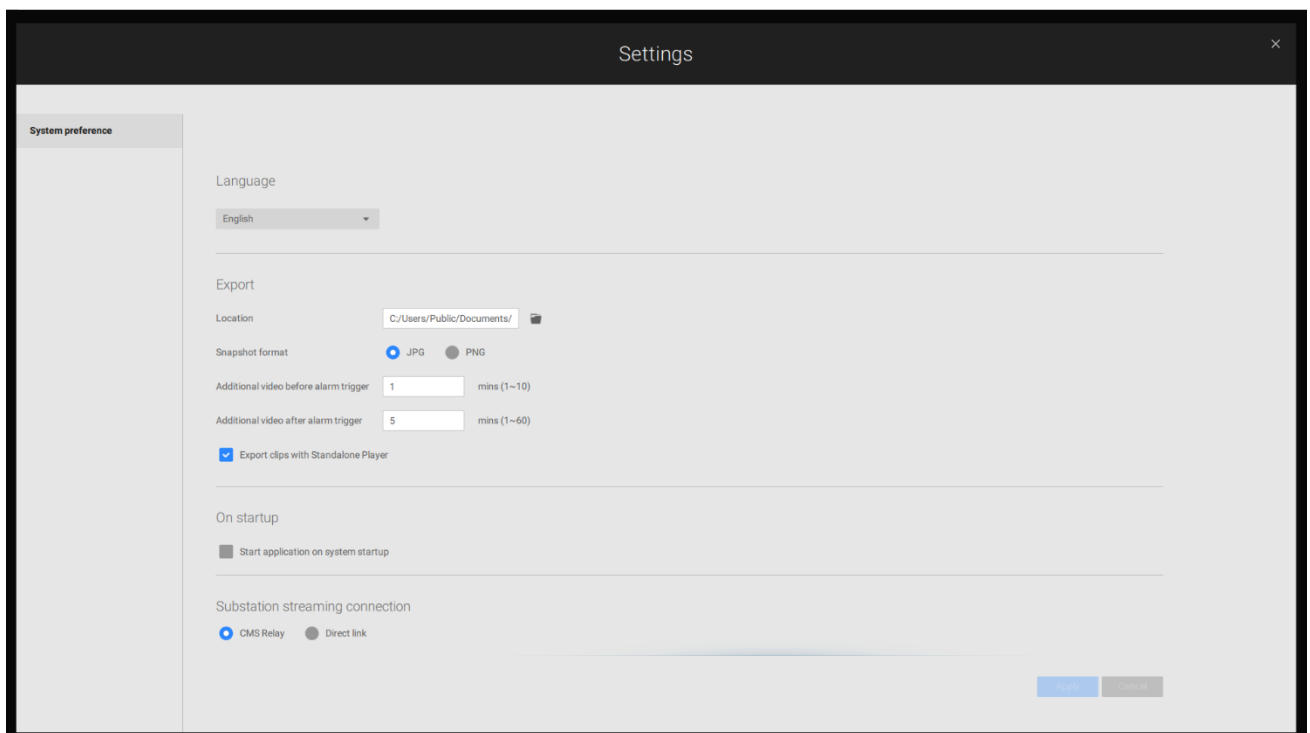 Settings
System preference
Language
English
Export
Location C:/Users/Public/Documents/
Snapshot format JPG PNG
Additional video before alarm trigger 1 mins (1~10)
Additional video after alarm trigger 5 mins (1~60)
Export clips with Standalone Player
On startup
Start application on system startup
Substation streaming connection
CMS Relay Direct link
Apply Cancel